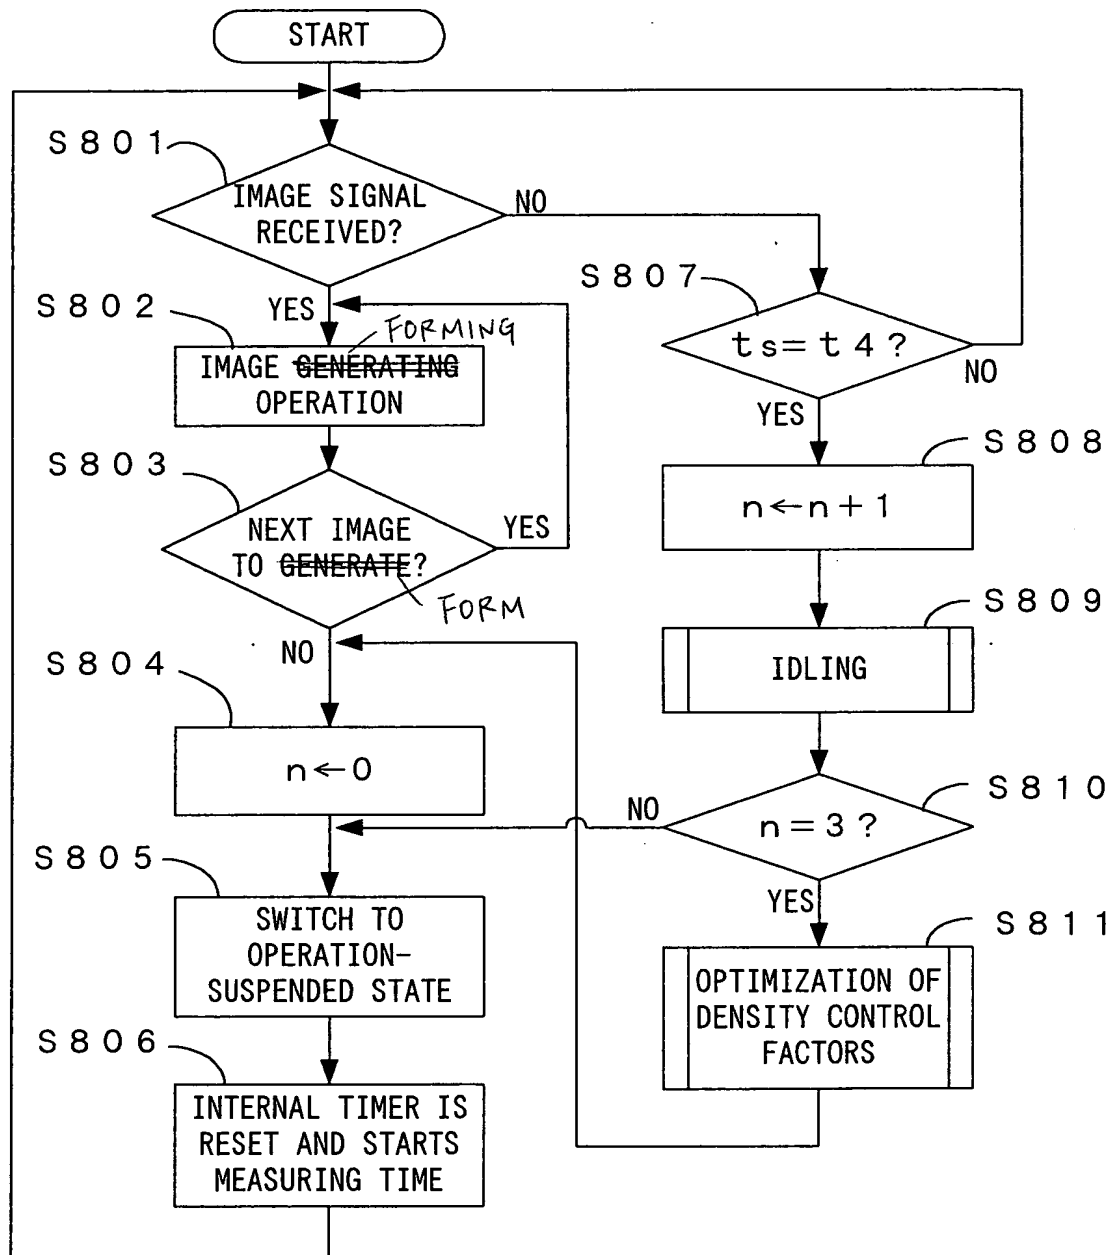 START
S801
IMAGE SIGNAL
RECEIVED?
NO
YES
S802
FORMING
IMAGE GENERATING
OPERATION
S803
NEXT IMAGE
TO GENERATE?
YES
FORM
NO
S804
n←0
S805
SWITCH TO
OPERATION-
SUSPENDED STATE
S806
INTERNAL TIMER IS
RESET AND STARTS
MEASURING TIME
S807
ts=t4?
NO
YES
S808
n←n+1
S809
IDLING
S810
n=3?
NO
YES
S811
OPTIMIZATION OF
DENSITY CONTROL
FACTORS